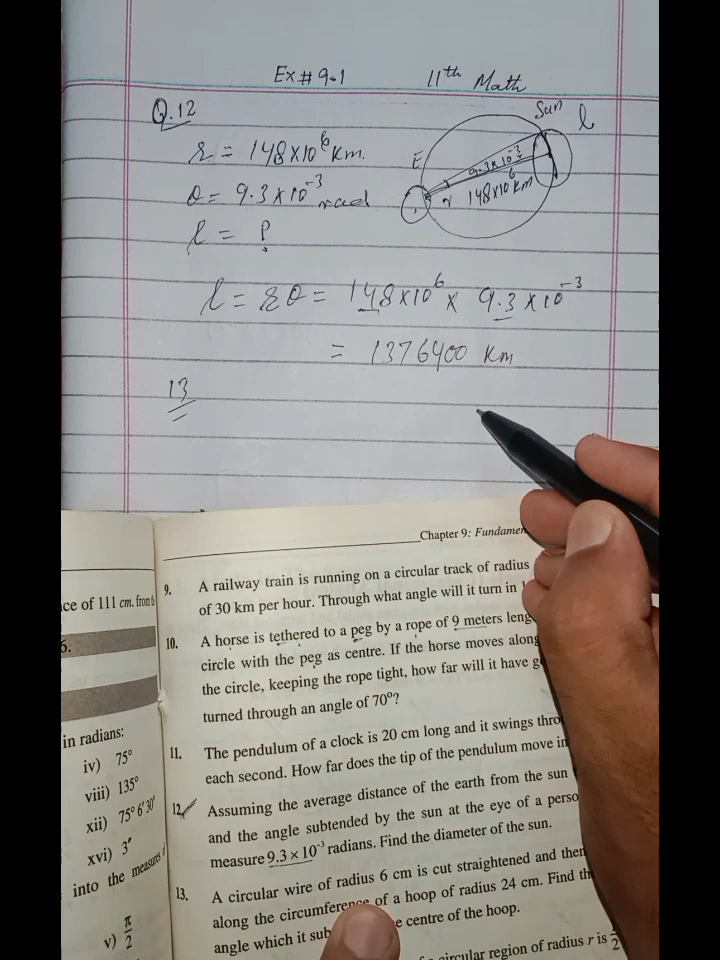 Ex # 9.1 11th Math
Q.12
r = 148×10⁶ km.
θ = 9.3 × 10⁻³ rad
l = ?
Sun l
E
9.3×10⁻³
r 148×10⁶ km
l = rθ = 148×10⁶ × 9.3 × 10⁻³
= 1376400 Km
13
Chapter 9: Fundamen
9. A railway train is running on a circular track of radius
of 30 km per hour. Through what angle will it turn in 1
10. A horse is tethered to a peg by a rope of 9 meters leng
circle with the peg as centre. If the horse moves along
the circle, keeping the rope tight, how far will it have g
turned through an angle of 70°?
11. The pendulum of a clock is 20 cm long and it swings thro
each second. How far does the tip of the pendulum move in
12. Assuming the average distance of the earth from the sun
and the angle subtended by the sun at the eye of a perso
measure 9.3 × 10⁻³ radians. Find the diameter of the sun.
13. A circular wire of radius 6 cm is cut straightened and then
along the circumference of a hoop of radius 24 cm. Find th
angle which it sub e centre of the hoop.
circular region of radius r is
ce of 111 cm. from
in radians:
iv) 75°
viii) 135°
xii) 75° 6′ 30″
xvi) 3″
into the measures
v) π/2